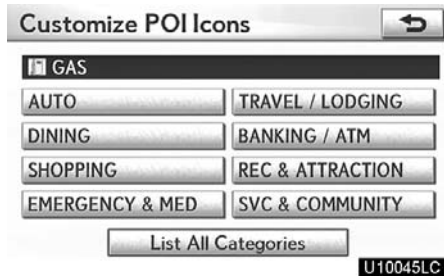 Customize POI Icons
GAS
AUTO
TRAVEL / LODGING
DINING
BANKING / ATM
SHOPPING
REC & ATTRACTION
EMERGENCY & MED
SVC & COMMUNITY
List All Categories
U10045LC